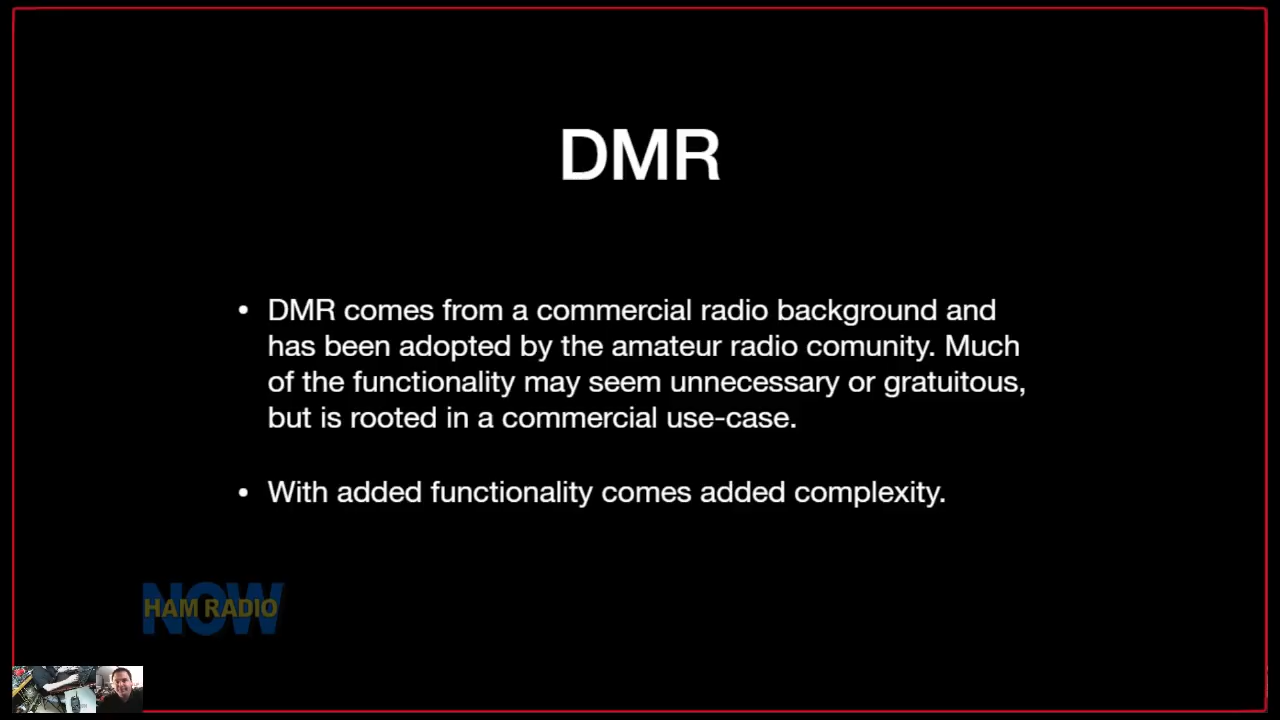 DMR
• DMR comes from a commercial radio background and
has been adopted by the amateur radio comunity. Much
of the functionality may seem unnecessary or gratuitous,
but is rooted in a commercial use-case.
• With added functionality comes added complexity.
NOW
HAM RADIO